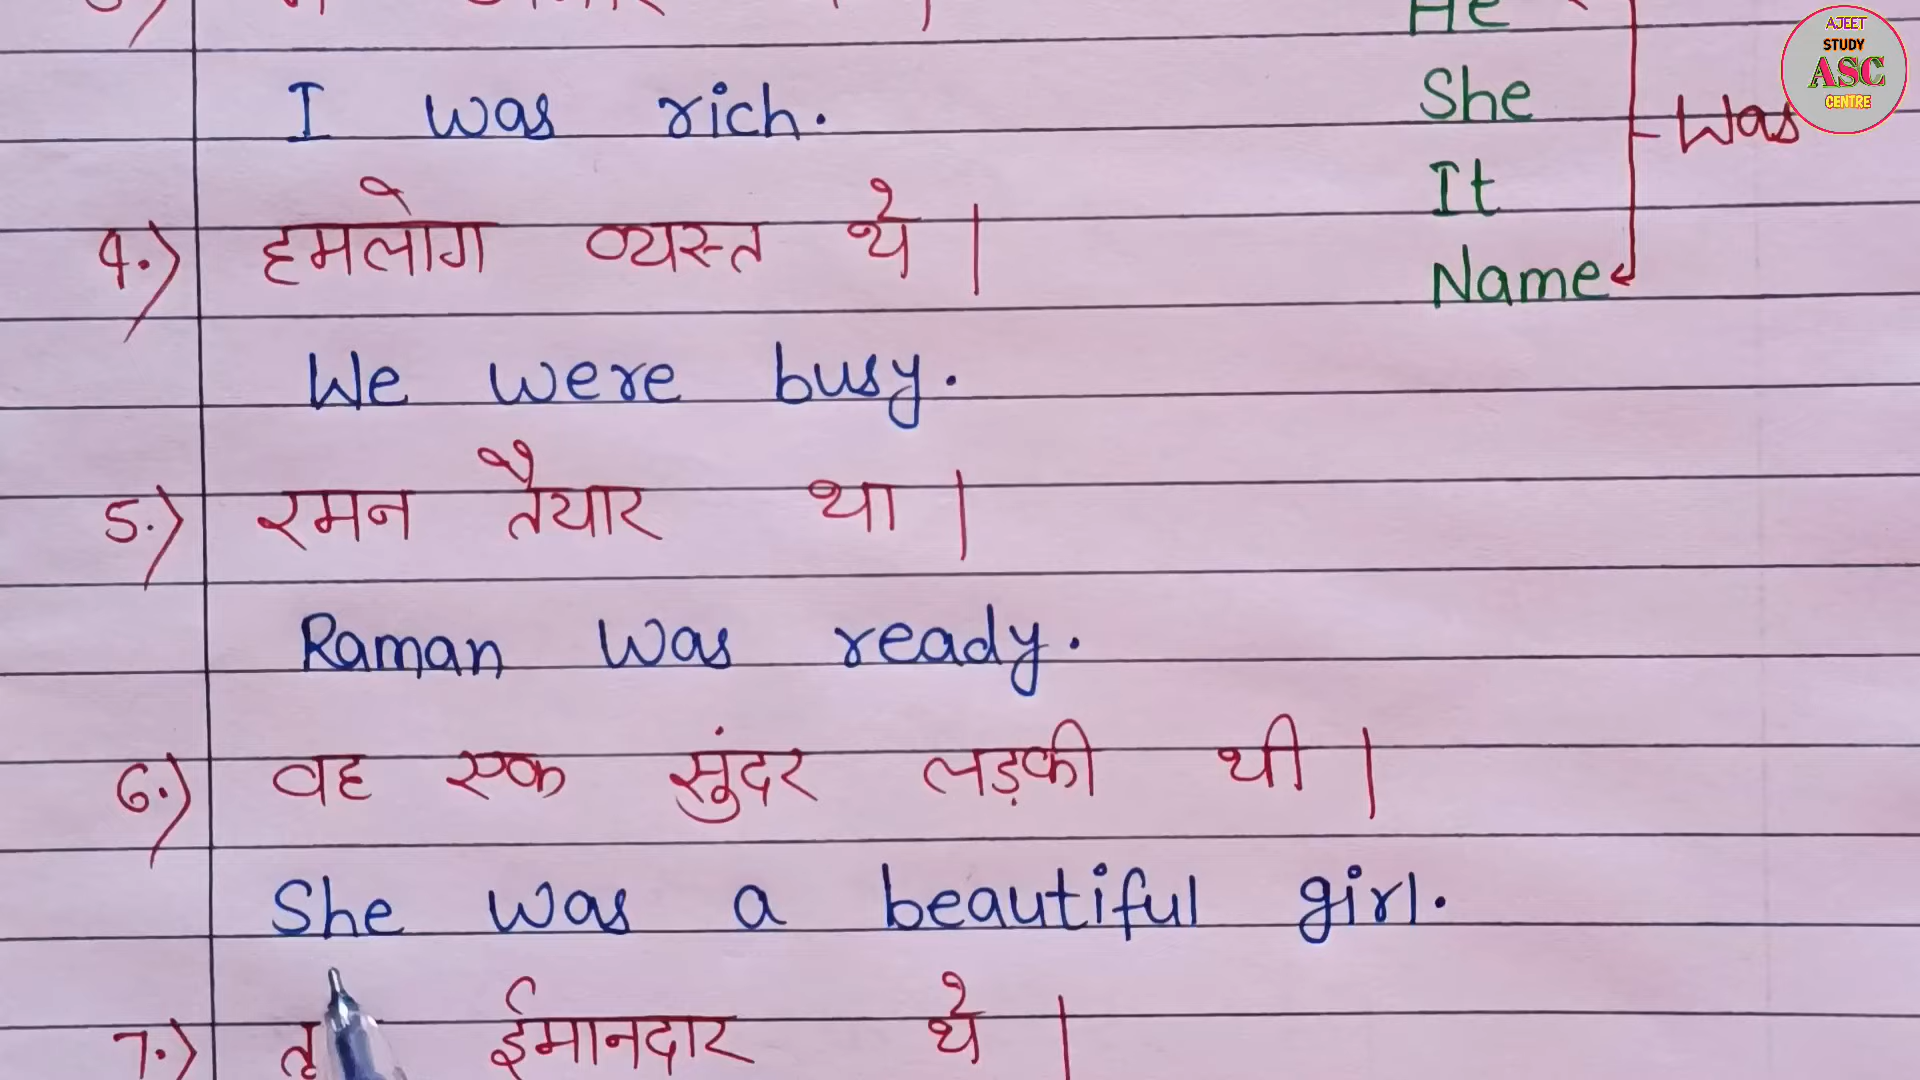 He
I was rich.
She
Was
It
4.) हमलोग व्यस्त थे |
Name
We were busy.
5.) रमन तैयार था |
Raman was ready.
6.) वह एक सुंदर लड़की थी |
She was a beautiful girl.
7.) ईमानदार थे |
AJEET
STUDY
ASC
CENTRE